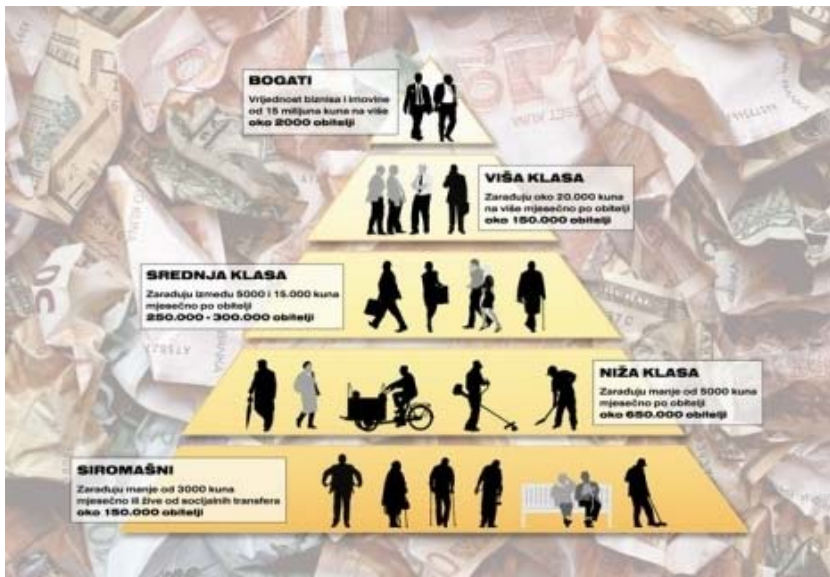 BOGATI
Vrijednost biznisa i imovine
od 15 milijuna kuna na više
oko 2000 obitelji
VIŠA KLASA
Zarađuju oko 20.000 kuna
na više mjesečno po obitelji
oko 150.000 obitelji
SREDNJA KLASA
Zarađuju između 5000 i 15.000 kuna
mjesečno po obitelji
250.000 - 300.000 obitelji
NIŽA KLASA
Zarađuju manje od 5000 kuna
mjesečno po obitelji
oko 650.000 obitelji
SIROMAŠNI
Zarađuju manje od 3000 kuna
mjesečno ili žive od socijalnih transfera
oko 150.000 obitelji